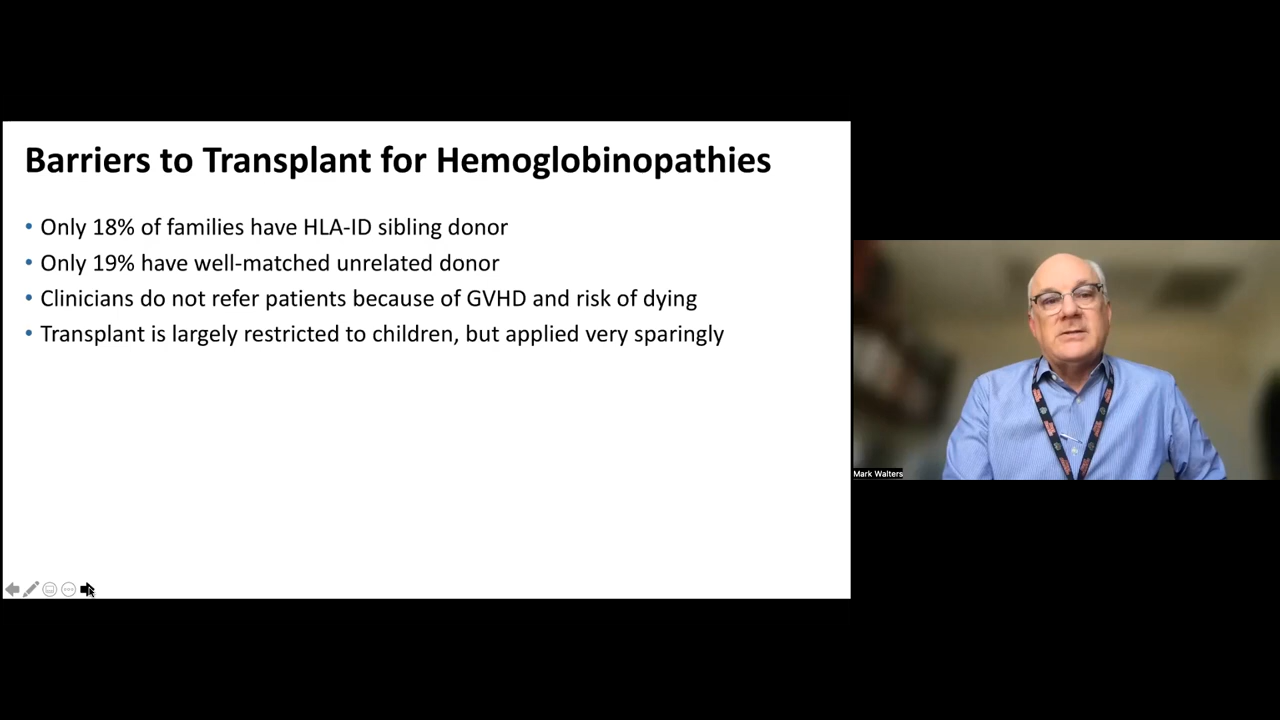 Barriers to Transplant for Hemoglobinopathies
• Only 18% of families have HLA-ID sibling donor
• Only 19% have well-matched unrelated donor
• Clinicians do not refer patients because of GVHD and risk of dying
• Transplant is largely restricted to children, but applied very sparingly
Mark Walters